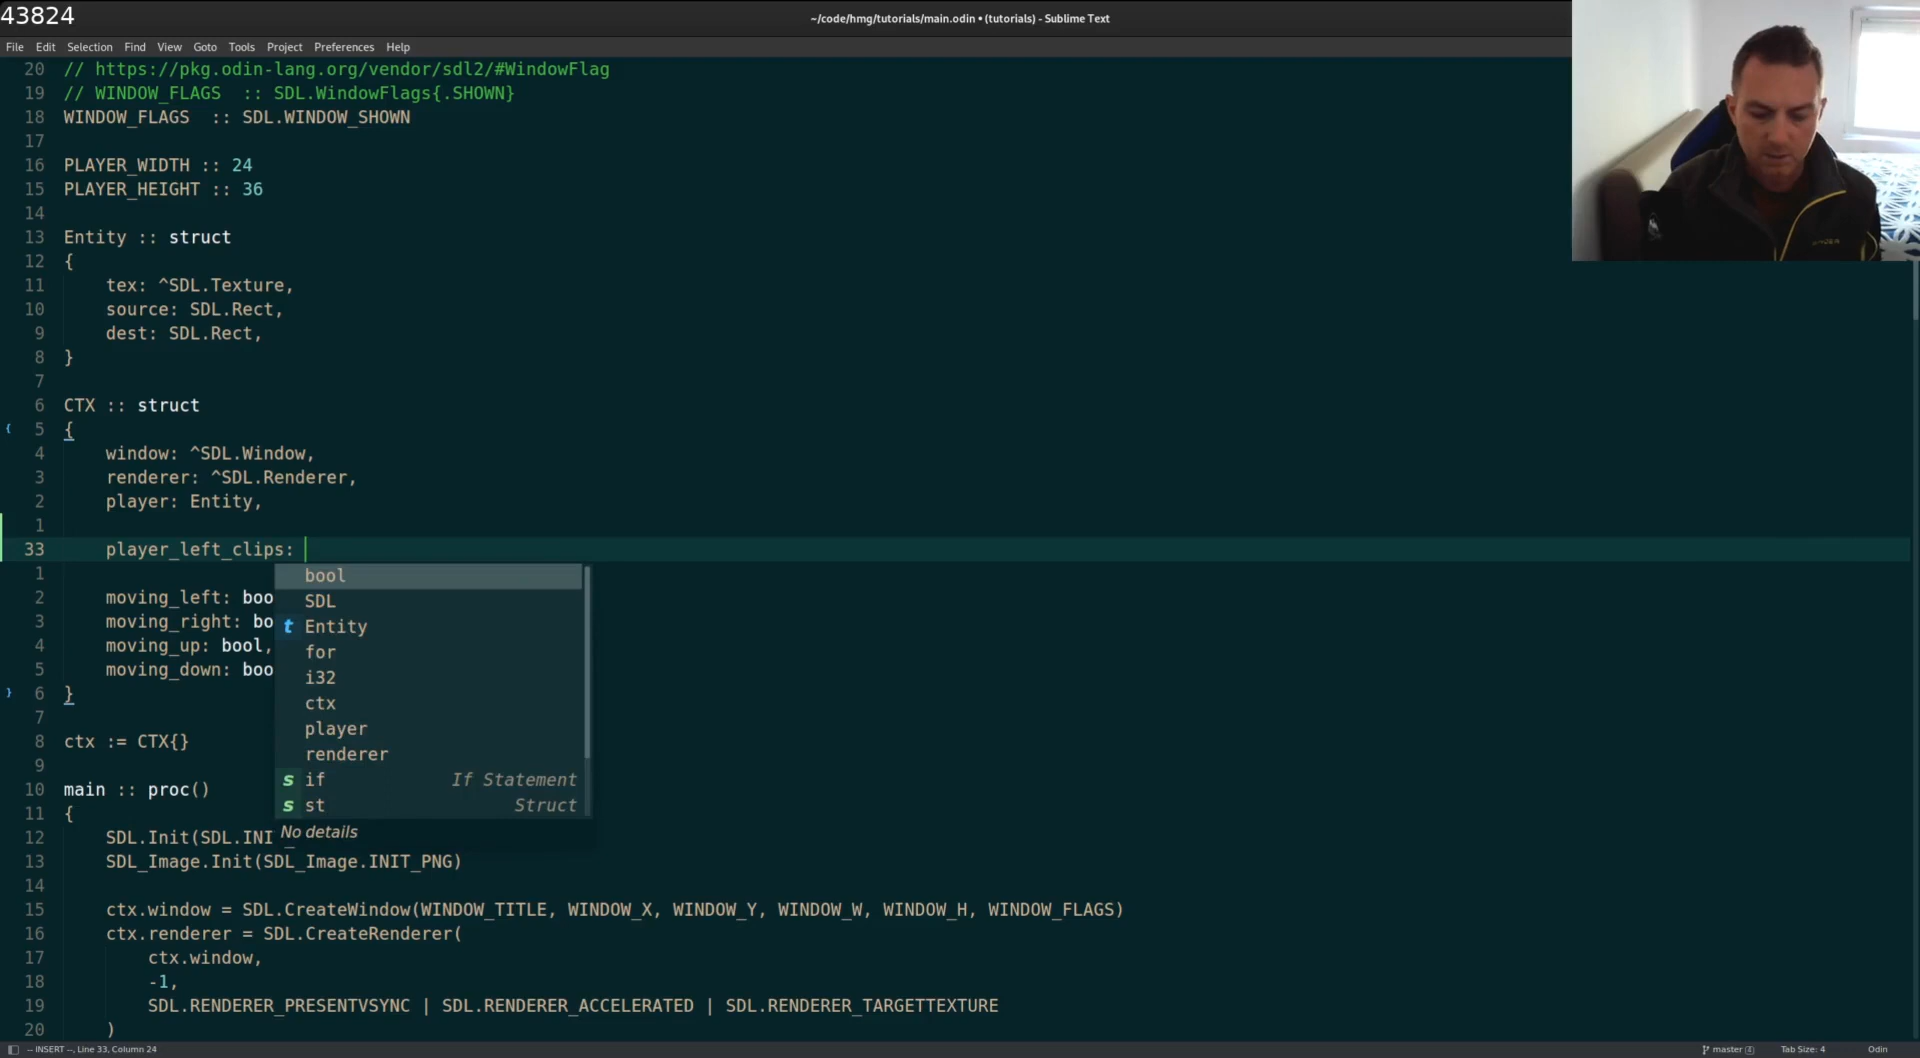 43824
~/code/hmg/tutorials/main.odin • (tutorials) - Sublime Text
File Edit Selection Find View Goto Tools Project Preferences Help
20 // https://pkg.odin-lang.org/vendor/sdl2/#WindowFlag
19 // WINDOW_FLAGS  :: SDL.WindowFlags{.SHOWN}
18 WINDOW_FLAGS  :: SDL.WINDOW_SHOWN
17
16 PLAYER_WIDTH :: 24
15 PLAYER_HEIGHT :: 36
14
13 Entity :: struct
12 {
11 tex: ^SDL.Texture,
10 source: SDL.Rect,
9 dest: SDL.Rect,
8 }
7
6 CTX :: struct
{ 5 {
4 window: ^SDL.Window,
3 renderer: ^SDL.Renderer,
2 player: Entity,
1
33 player_left_clips:
1 bool
2 moving_left: boo SDL
3 moving_right: bo t Entity
4 moving_up: bool, for
5 moving_down: boo i32
} 6 } ctx
7 player
8 ctx := CTX{} renderer
9 s if If Statement
10 main :: proc() s st Struct
11 {
12 SDL.Init(SDL.INI No details
13 SDL_Image.Init(SDL_Image.INIT_PNG)
14
15 ctx.window = SDL.CreateWindow(WINDOW_TITLE, WINDOW_X, WINDOW_Y, WINDOW_W, WINDOW_H, WINDOW_FLAGS)
16 ctx.renderer = SDL.CreateRenderer(
17 ctx.window,
18 -1,
19 SDL.RENDERER_PRESENTVSYNC | SDL.RENDERER_ACCELERATED | SDL.RENDERER_TARGETTEXTURE
20 )
-- INSERT --, Line 33, Column 24 master 4 Tab Size: 4 Odin